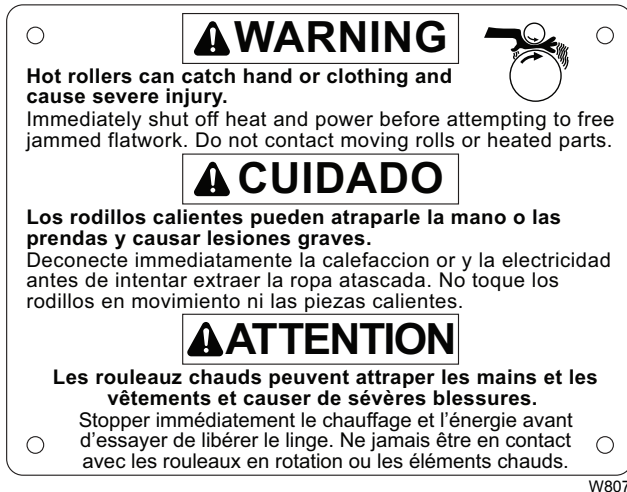 WARNING
Hot rollers can catch hand or clothing and
cause severe injury.
Immediately shut off heat and power before attempting to free
jammed flatwork. Do not contact moving rolls or heated parts.
CUIDADO
Los rodillos calientes pueden atraparle la mano o las
prendas y causar lesiones graves.
Deconecte immediatamente la calefaccion or y la electricidad
antes de intentar extraer la ropa atascada. No toque los
rodillos en movimiento ni las piezas calientes.
ATTENTION
Les rouleauz chauds peuvent attraper les mains et les
vêtements et causer de sévères blessures.
Stopper immédiatement le chauffage et l'énergie avant
d'essayer de libérer le linge. Ne jamais être en contact
avec les rouleaux en rotation ou les éléments chauds.
W807